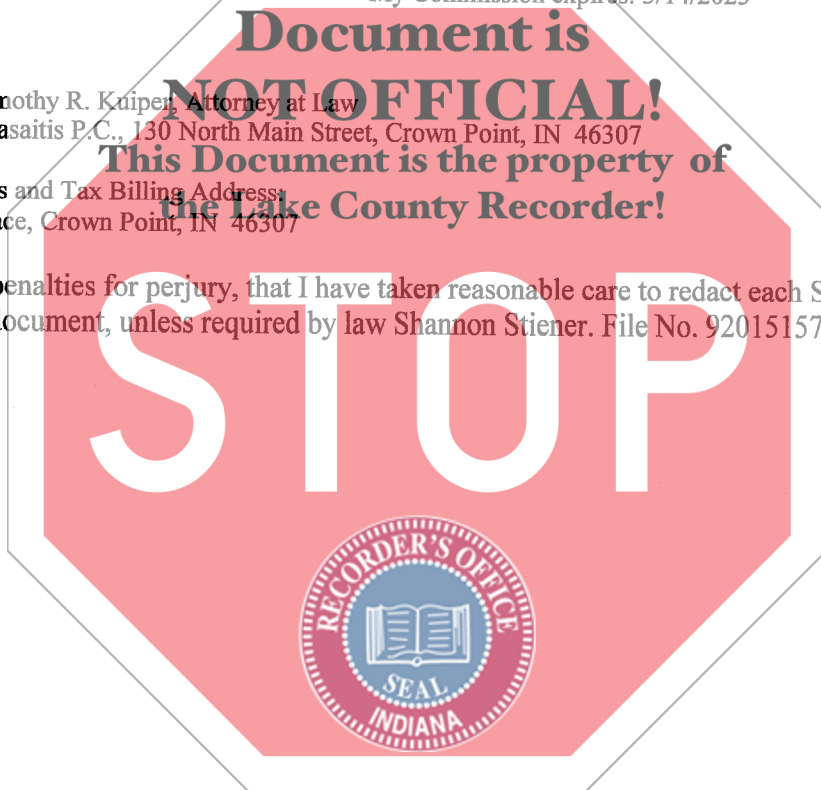 My Commission expires: 3/14/2025
Document is
NOT OFFICIAL!
nothy R. Kuiper, Attorney at Law
asaitis P.C., 130 North Main Street, Crown Point, IN 46307
This Document is the property of
s and Tax Billing Address:
the Lake County Recorder!
ace, Crown Point, IN 46307
penalties for perjury, that I have taken reasonable care to redact each S
ocument, unless required by law Shannon Stiener. File No. 92015157
STOP
RECORDER'S OFFICE
SEAL
INDIANA